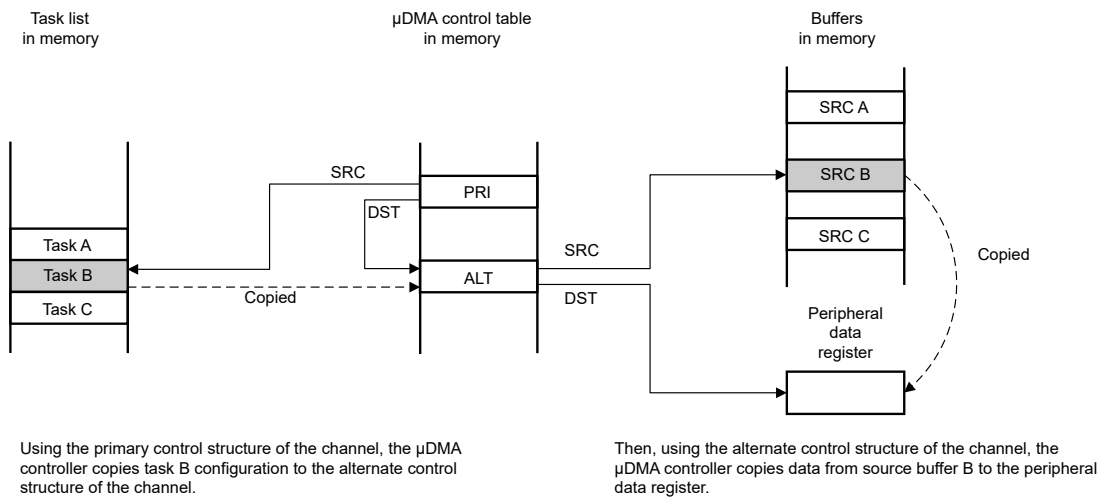 Task list
in memory
µDMA control table
in memory
Buffers
in memory
SRC A
SRC
PRI
SRC B
DST
Task A
SRC C
SRC
Task B
ALT
Copied
Copied
DST
Task C
Peripheral
data
register
Using the primary control structure of the channel, the µDMA
controller copies task B configuration to the alternate control
structure of the channel.
Then, using the alternate control structure of the channel, the
µDMA controller copies data from source buffer B to the peripheral
data register.